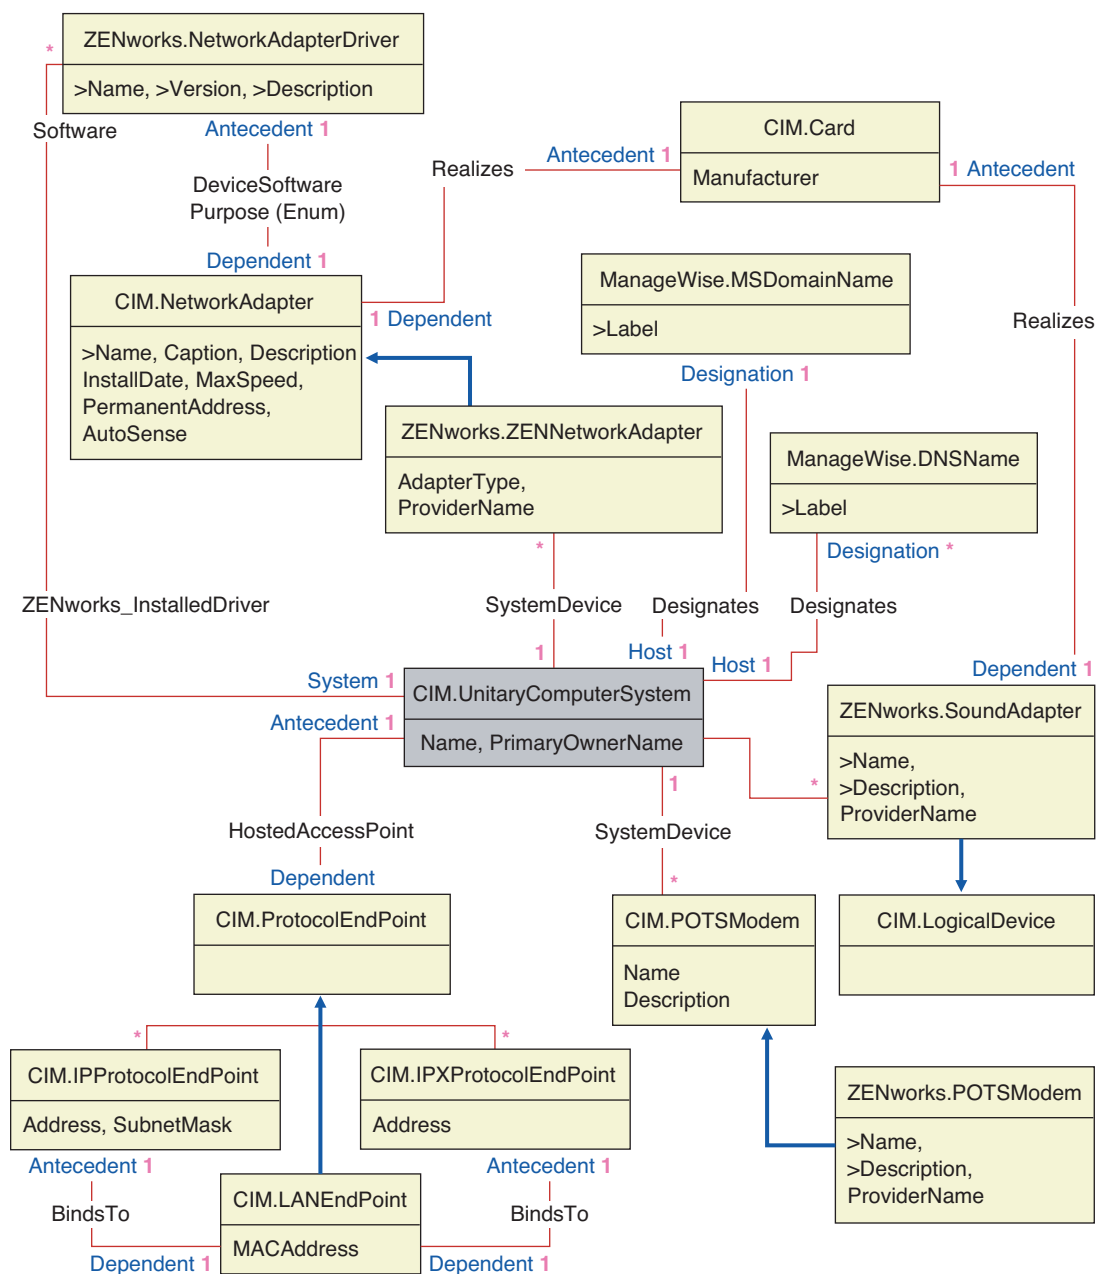 ZENworks.NetworkAdapterDriver
*
>Name, >Version, >Description
Software
Antecedent 1
DeviceSoftware
Purpose (Enum)
Dependent 1
CIM.Card
Manufacturer
Antecedent 1
Realizes
1 Antecedent
CIM.NetworkAdapter
>Name, Caption, Description
InstallDate, MaxSpeed,
PermanentAddress,
AutoSense
1 Dependent
ManageWise.MSDomainName
>Label
Designation 1
Realizes
ZENworks.ZENNetworkAdapter
AdapterType,
ProviderName
*
ManageWise.DNSName
>Label
Designation *
ZENworks_InstalledDriver
SystemDevice
Designates
Designates
1
Host 1
Host 1
Dependent 1
System 1
CIM.UnitaryComputerSystem
Name, PrimaryOwnerName
Antecedent 1
ZENworks.SoundAdapter
>Name,
>Description,
ProviderName
*
1
HostedAccessPoint
SystemDevice
Dependent
*
CIM.ProtocolEndPoint
CIM.POTSModem
Name
Description
CIM.LogicalDevice
*
*
CIM.IPProtocolEndPoint
Address, SubnetMask
CIM.IPXProtocolEndPoint
Address
ZENworks.POTSModem
>Name,
>Description,
ProviderName
Antecedent 1
Antecedent 1
BindsTo
CIM.LANEndPoint
MACAddress
BindsTo
Dependent 1
Dependent 1